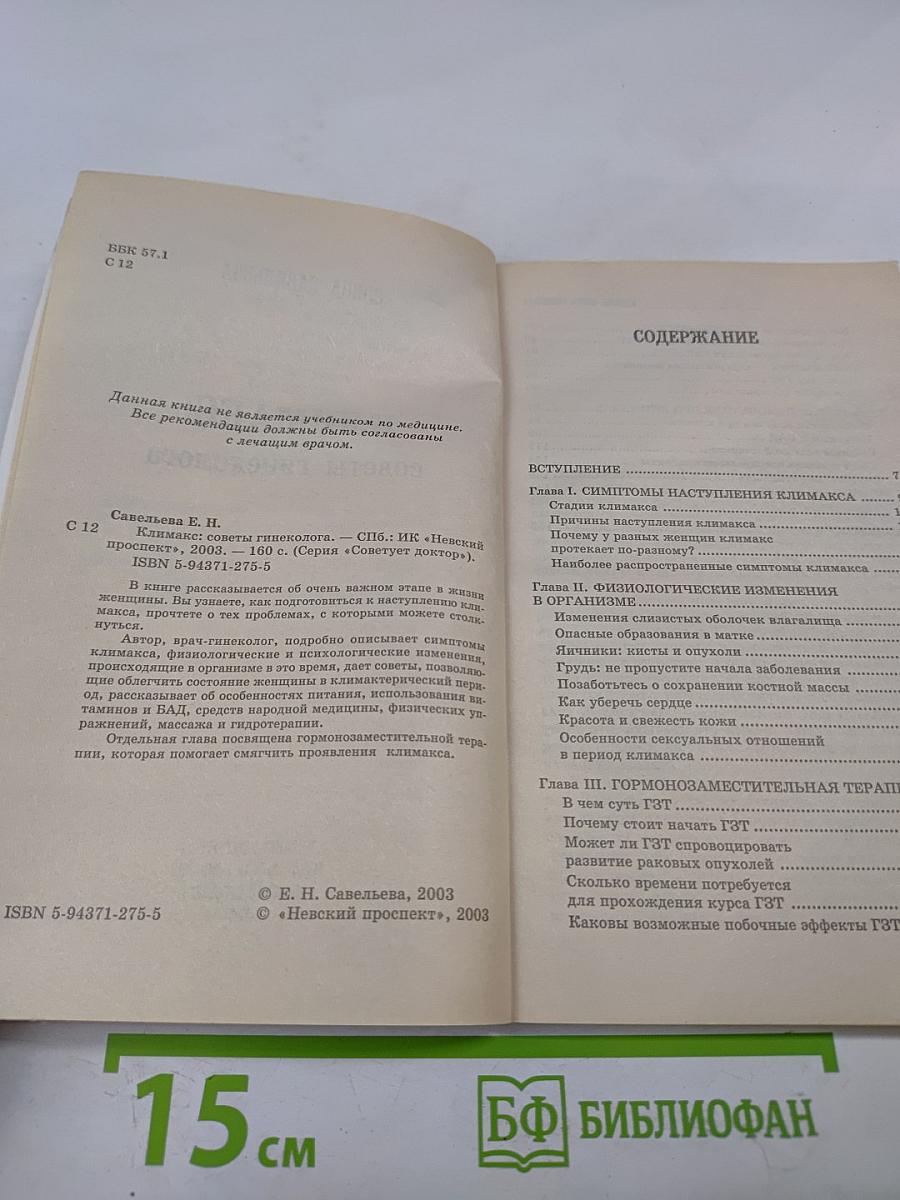 ББК 57.1
С 12
Данная книга не является учебником по медицине.
Все рекомендации должны быть согласованы
с лечащим врачом.
Савельева Е. Н.
С 12
Климакс: советы гинеколога. — СПб.: ИК «Невский
проспект», 2003. — 160 с. (Серия «Советует доктор»).
ISBN 5-94371-275-5
В книге рассказывается об очень важном этапе в жизни
женщины. Вы узнаете, как подготовиться к наступлению кли-
макса, прочтете о тех проблемах, с которыми можете столк-
нуться.
Автор, врач-гинеколог, подробно описывает симптомы
климакса, физиологические и психологические изменения,
происходящие в организме в это время, дает советы, позволяю-
щие облегчить состояние женщины в климактерический пери-
од, рассказывает об особенностях питания, использования ви-
таминов и БАД, средств народной медицины, физических уп-
ражнений, массажа и гидротерапии.
Отдельная глава посвящена гормонозаместительной тера-
пии, которая помогает смягчить проявления климакса.
© Е. Н. Савельева, 2003
ISBN 5-94371-275-5
© «Невский проспект», 2003
СОДЕРЖАНИЕ
ВСТУПЛЕНИЕ ........ 7
Глава I. СИМПТОМЫ НАСТУПЛЕНИЯ КЛИМАКСА ........
Стадии климакса ........
Причины наступления климакса ........
Почему у разных женщин климакс
протекает по-разному? ........
Наиболее распространенные симптомы климакса ........
Глава II. ФИЗИОЛОГИЧЕСКИЕ ИЗМЕНЕНИЯ
В ОРГАНИЗМЕ ........
Изменения слизистых оболочек влагалища ........
Опасные образования в матке ........
Яичники: кисты и опухоли ........
Грудь: не пропустите начала заболевания ........
Позаботьтесь о сохранении костной массы ........
Как уберечь сердце ........
Красота и свежесть кожи ........
Особенности сексуальных отношений
в период климакса ........
Глава III. ГОРМОНОЗАМЕСТИТЕЛЬНАЯ ТЕРАПИ
В чем суть ГЗТ ........
Почему стоит начать ГЗТ ........
Может ли ГЗТ спровоцировать
развитие раковых опухолей ........
Сколько времени потребуется
для прохождения курса ГЗТ ........
Каковы возможные побочные эффекты ГЗТ
15 см
БФ БИБЛИОФАН